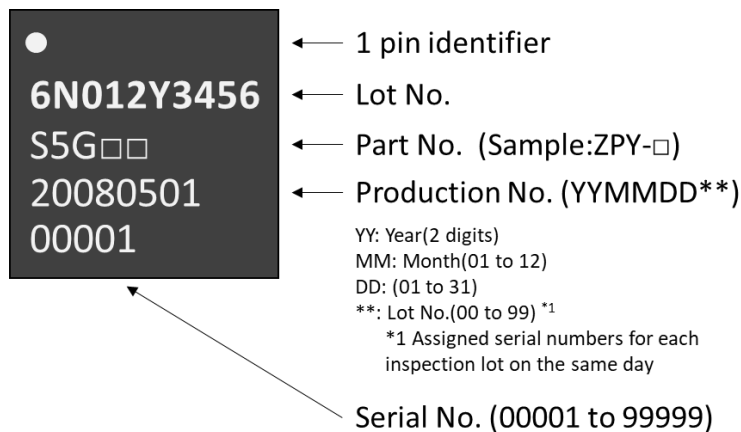 1 pin identifier
6N012Y3456
Lot No.
S5G□□
Part No. (Sample:ZPY-□)
20080501
Production No. (YYMMDD**)
00001
YY: Year(2 digits)
MM: Month(01 to 12)
DD: (01 to 31)
**: Lot No.(00 to 99) *1
*1 Assigned serial numbers for each
inspection lot on the same day
Serial No. (00001 to 99999)